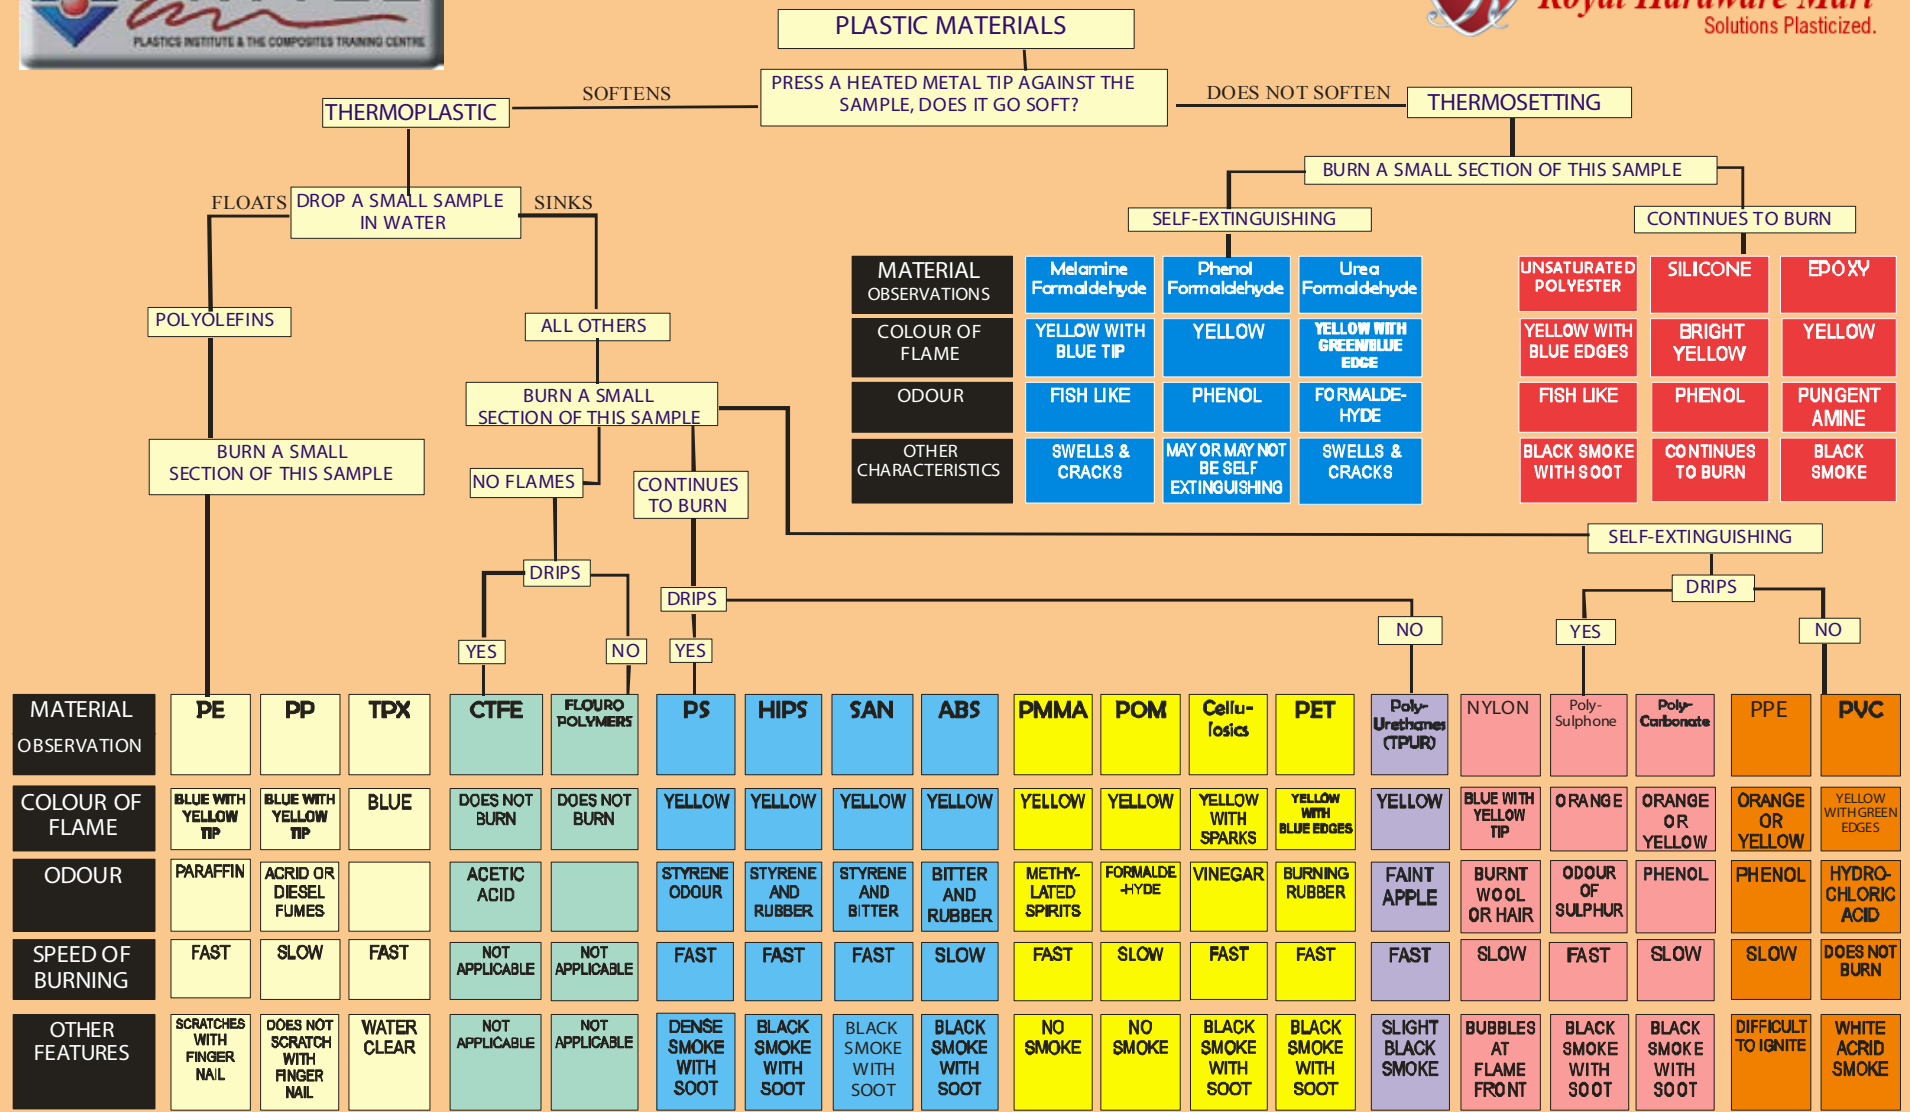 PLASTICS INSTITUTE & THE COMPOSITES TRAINING CENTRE
Royal Hardware Mart
Solutions Plasticized.
PLASTIC MATERIALS
PRESS A HEATED METAL TIP AGAINST THE
SAMPLE, DOES IT GO SOFT?
SOFTENS
DOES NOT SOFTEN
THERMOPLASTIC
THERMOSETTING
BURN A SMALL SECTION OF THIS SAMPLE
FLOATS
DROP A SMALL SAMPLE
IN WATER
SINKS
SELF-EXTINGUISHING
CONTINUES TO BURN
MATERIAL
OBSERVATIONS
Melamine
Formaldehyde
Phenol
Formaldehyde
Urea
Formaldehyde
UNSATURATED
POLYESTER
SILICONE
EPOXY
COLOUR OF
FLAME
YELLOW WITH
BLUE TIP
YELLOW
YELLOW WITH
GREEN/BLUE
EDGE
YELLOW WITH
BLUE EDGES
BRIGHT
YELLOW
YELLOW
ODOUR
FISH LIKE
PHENOL
FORMALDE-
HYDE
FISH LIKE
PHENOL
PUNGENT
AMINE
OTHER
CHARACTERISTICS
SWELLS &
CRACKS
MAY OR MAY NOT
BE SELF
EXTINGUISHING
SWELLS &
CRACKS
BLACK SMOKE
WITH SOOT
CONTINUES
TO BURN
BLACK
SMOKE
POLYOLEFINS
ALL OTHERS
BURN A SMALL
SECTION OF THIS SAMPLE
BURN A SMALL
SECTION OF THIS SAMPLE
NO FLAMES
CONTINUES
TO BURN
SELF-EXTINGUISHING
DRIPS
DRIPS
DRIPS
YES
NO
YES
NO
YES
NO
MATERIAL
OBSERVATION
PE
PP
TPX
CTFE
FLOURO
POLYMERS
PS
HIPS
SAN
ABS
PMMA
POM
Cellu-
losics
PET
Poly-
Urethanes
(TPUR)
NYLON
Poly-
Sulphone
Poly-
Carbonate
PPE
PVC
COLOUR OF
FLAME
BLUE WITH
YELLOW
TIP
BLUE WITH
YELLOW
TIP
BLUE
DOES NOT
BURN
DOES NOT
BURN
YELLOW
YELLOW
YELLOW
YELLOW
YELLOW
YELLOW
YELLOW
WITH
SPARKS
YELLOW
WITH
BLUE EDGES
YELLOW
BLUE WITH
YELLOW
TIP
ORANGE
ORANGE
OR
YELLOW
ORANGE
OR
YELLOW
YELLOW
WITH GREEN
EDGES
ODOUR
PARAFFIN
ACRID OR
DIESEL
FUMES
ACETIC
ACID
STYRENE
ODOUR
STYRENE
AND
RUBBER
STYRENE
AND
BITTER
BITTER
AND
RUBBER
METHY-
LATED
SPIRITS
FORMALDE
-HYDE
VINEGAR
BURNING
RUBBER
FAINT
APPLE
BURNT
WOOL
OR HAIR
ODOUR
OF
SULPHUR
PHENOL
PHENOL
HYDRO-
CHLORIC
ACID
SPEED OF
BURNING
FAST
SLOW
FAST
NOT
APPLICABLE
NOT
APPLICABLE
FAST
FAST
FAST
SLOW
FAST
SLOW
FAST
FAST
FAST
SLOW
FAST
SLOW
SLOW
DOES NOT
BURN
OTHER
FEATURES
SCRATCHES
WITH
FINGER
NAIL
DOES NOT
SCRATCH
WITH
FINGER
NAIL
WATER
CLEAR
NOT
APPLICABLE
NOT
APPLICABLE
DENSE
SMOKE
WITH
SOOT
BLACK
SMOKE
WITH
SOOT
BLACK
SMOKE
WITH
SOOT
BLACK
SMOKE
WITH
SOOT
NO
SMOKE
NO
SMOKE
BLACK
SMOKE
WITH
SOOT
BLACK
SMOKE
WITH
SOOT
SLIGHT
BLACK
SMOKE
BUBBLES
AT
FLAME
FRONT
BLACK
SMOKE
WITH
SOOT
BLACK
SMOKE
WITH
SOOT
DIFFICULT
TO IGNITE
WHITE
ACRID
SMOKE